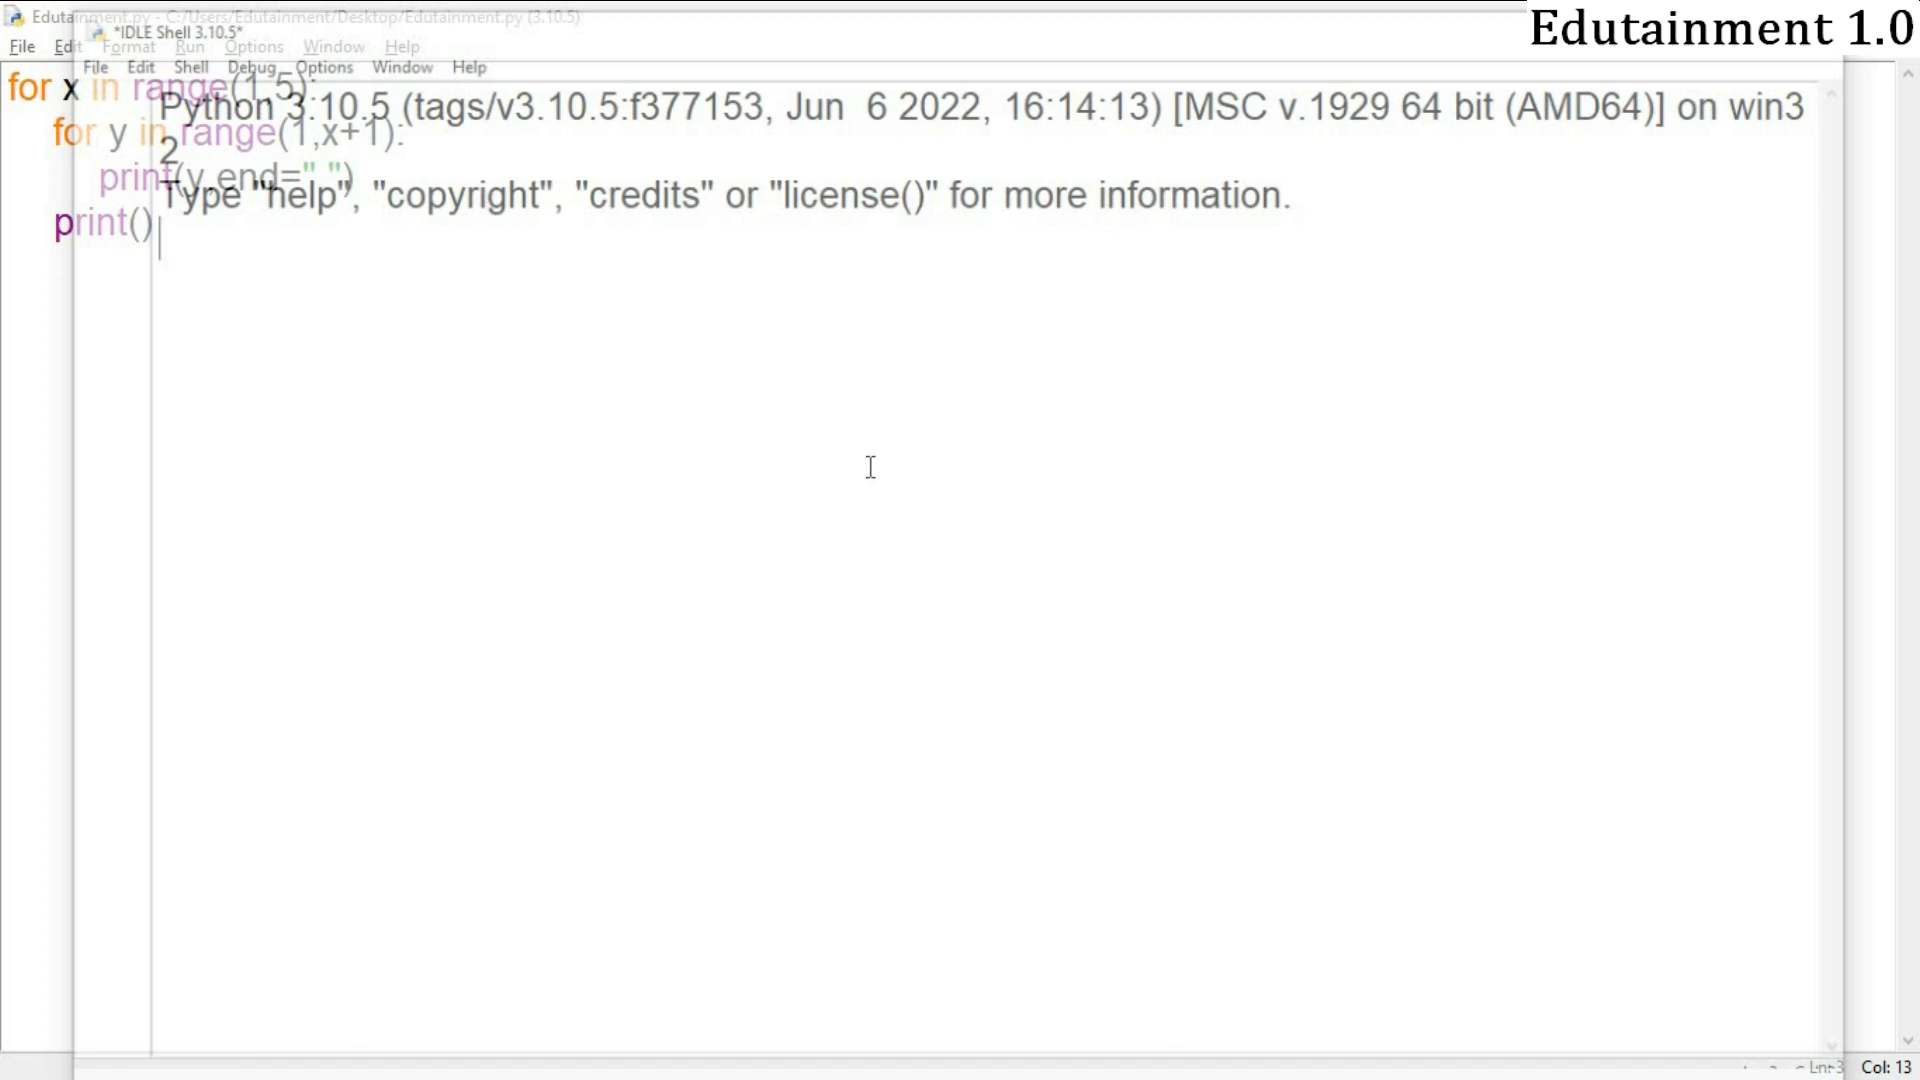 Edutainment.py - C:/Users/Edutainment/Desktop/Edutainment.py (3.10.5)
Edutainment 1.0
*IDLE Shell 3.10.5*
File Edit Format Run Options Window Help
File Edit Shell Debug Options Window Help
for x in range(1,5):
Python 3.10.5 (tags/v3.10.5:f377153, Jun 6 2022, 16:14:13) [MSC v.1929 64 bit (AMD64)] on win3
for y in range(1,x+1):
2
print(y,end=" ")
Type "help", "copyright", "credits" or "license()" for more information.
print()
Ln: 3
Col: 13